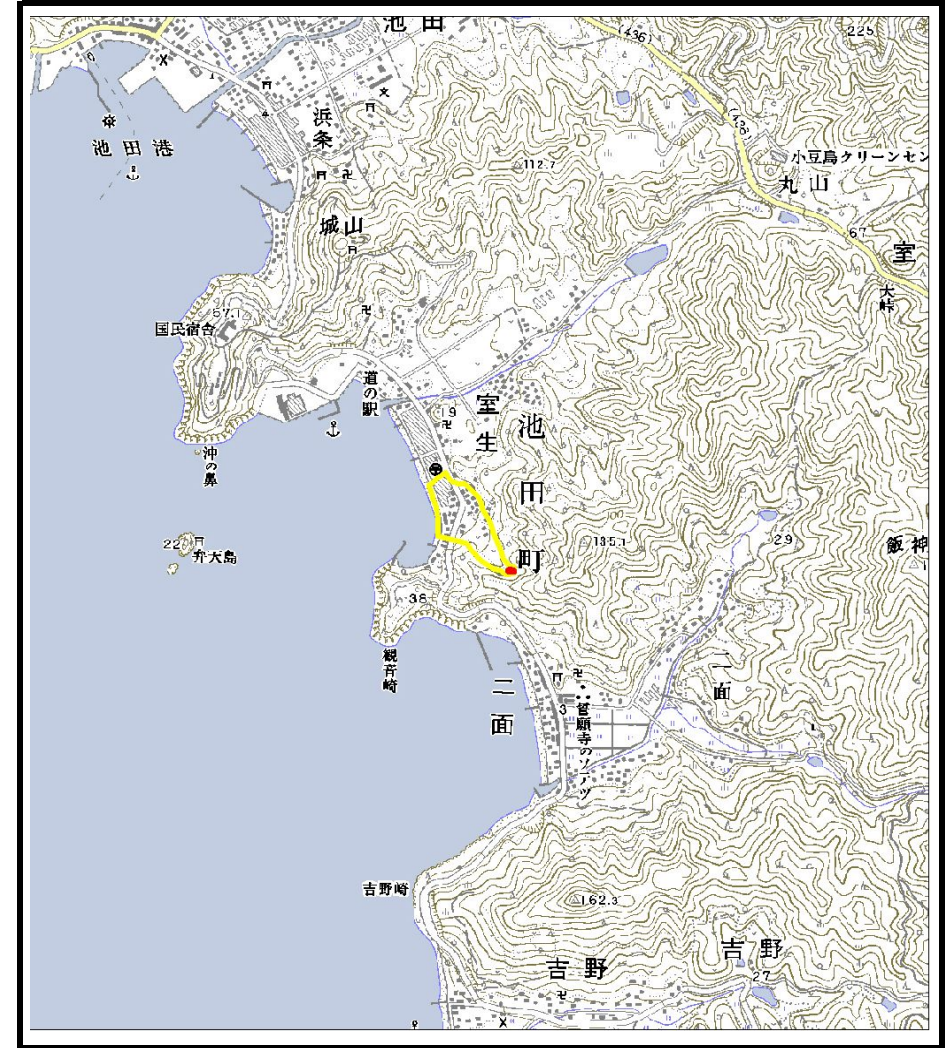 池田
(436)
225
池田港
浜条
112.7
(436)
小豆島クリーンセン
丸山
城山
67
室
大峠
57.1
国民宿舎
道の駅
室生
19
池田町
沖の鼻
22
弁天島
135.1
29
飯神
38
観音崎
二面
二面
3
誓願寺のソテツ
吉野崎
162.3
吉野
27
吉野